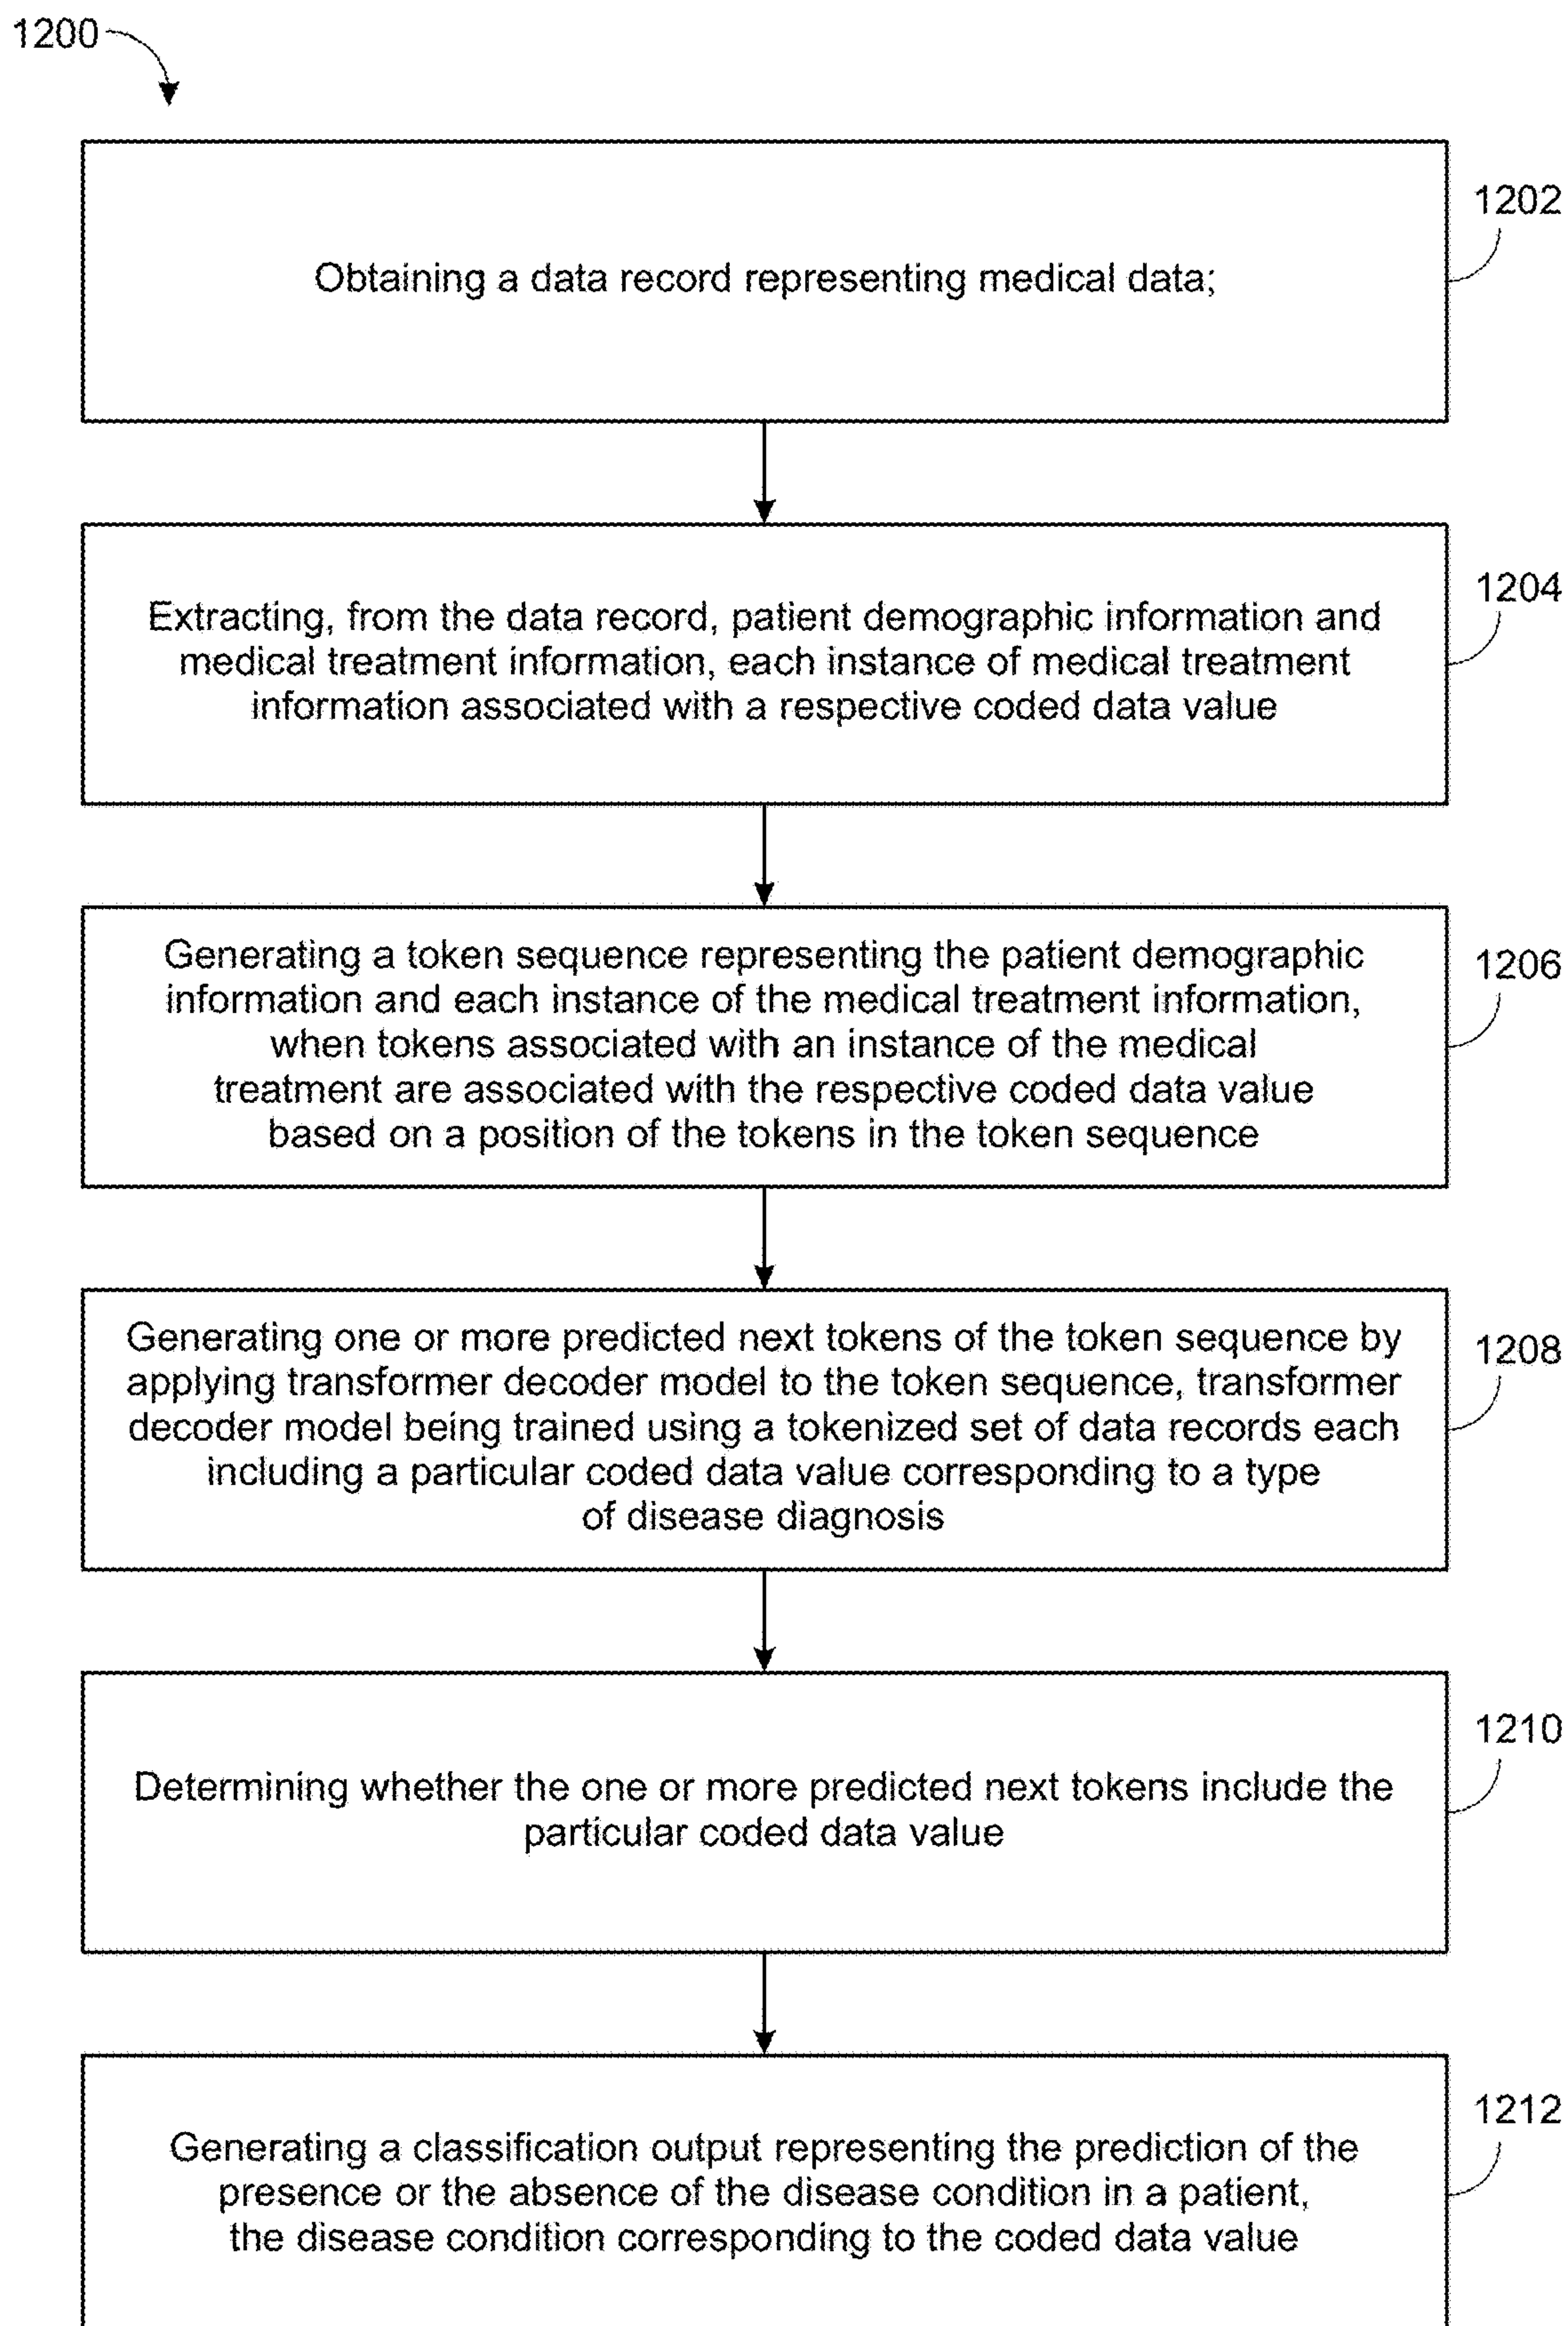 1200
1202
Obtaining a data record representing medical data;
1204
Extracting, from the data record, patient demographic information and
medical treatment information, each instance of medical treatment
information associated with a respective coded data value
1206
Generating a token sequence representing the patient demographic
information and each instance of the medical treatment information,
when tokens associated with an instance of the medical
treatment are associated with the respective coded data value
based on a position of the tokens in the token sequence
1208
Generating one or more predicted next tokens of the token sequence by
applying transformer decoder model to the token sequence, transformer
decoder model being trained using a tokenized set of data records each
including a particular coded data value corresponding to a type
of disease diagnosis
1210
Determining whether the one or more predicted next tokens include the
particular coded data value
1212
Generating a classification output representing the prediction of the
presence or the absence of the disease condition in a patient,
the disease condition corresponding to the coded data value